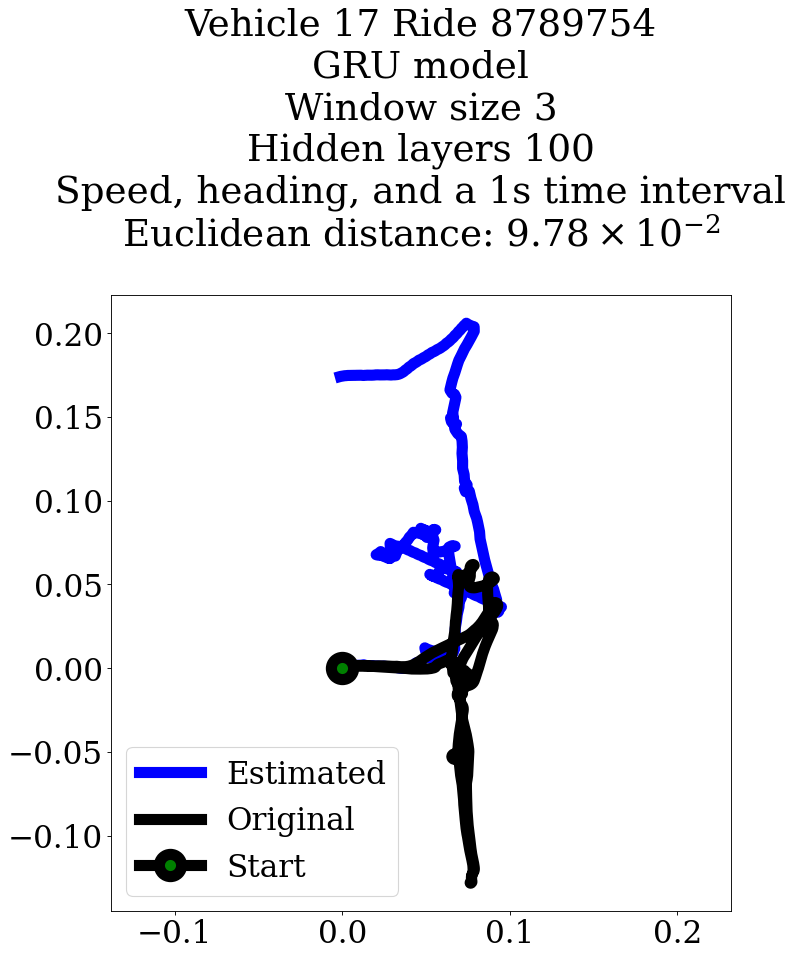 Vehicle 17 Ride 8789754
GRU model
Window size 3
Hidden layers 100
Speed, heading, and a 1s time interval
Euclidean distance: 9.78 × 10⁻²
0.20
0.15
0.10
0.05
0.00
−0.05
−0.10
Estimated
Original
Start
−0.1
0.0
0.1
0.2